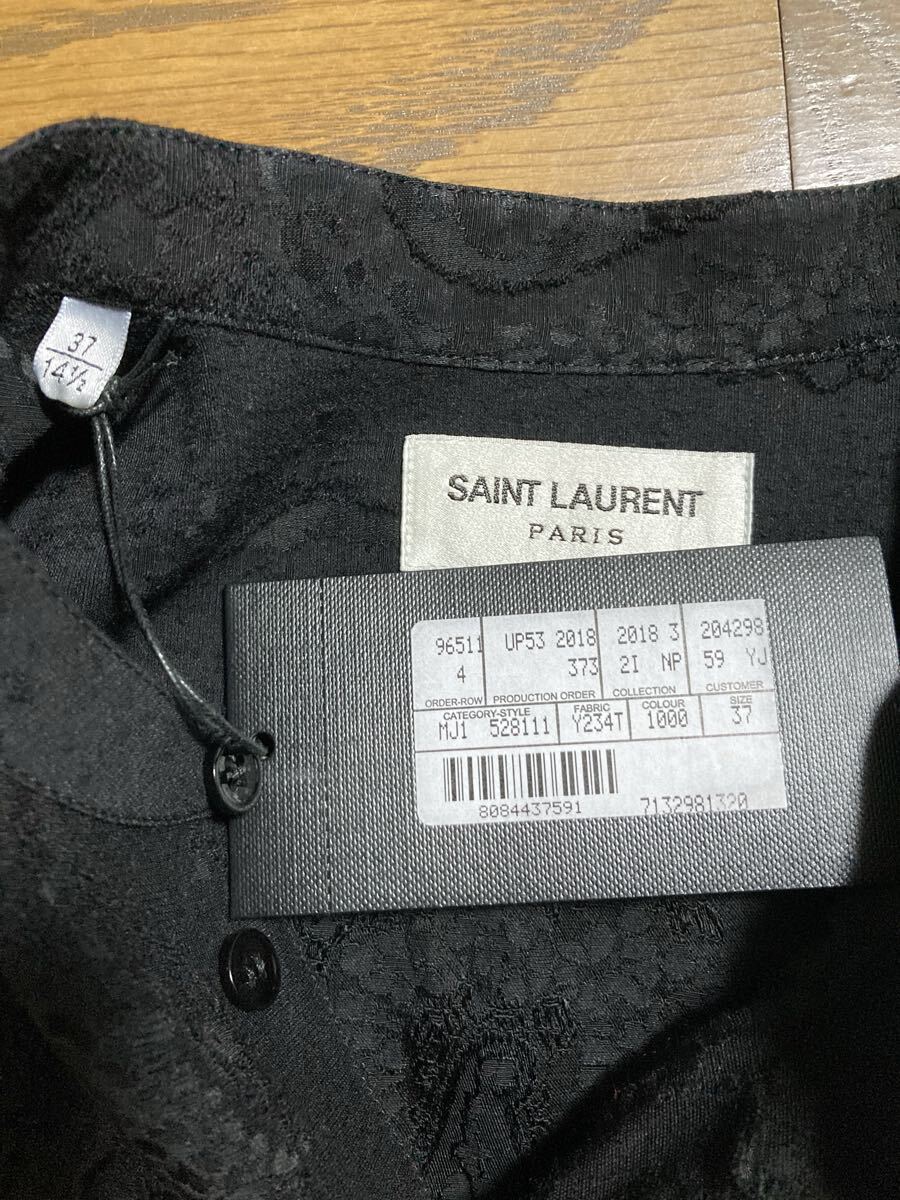 37
14½
SAINT LAURENT
PARIS
96511 UP53 2018 2018 3 204298
4 373 2I NP 59 YJ
ORDER-ROW PRODUCTION ORDER COLLECTION CUSTOMER
CATEGORY-STYLE FABRIC COLOUR SIZE
MJ1 528111 Y234T 1000 37
8084437591 7132981320